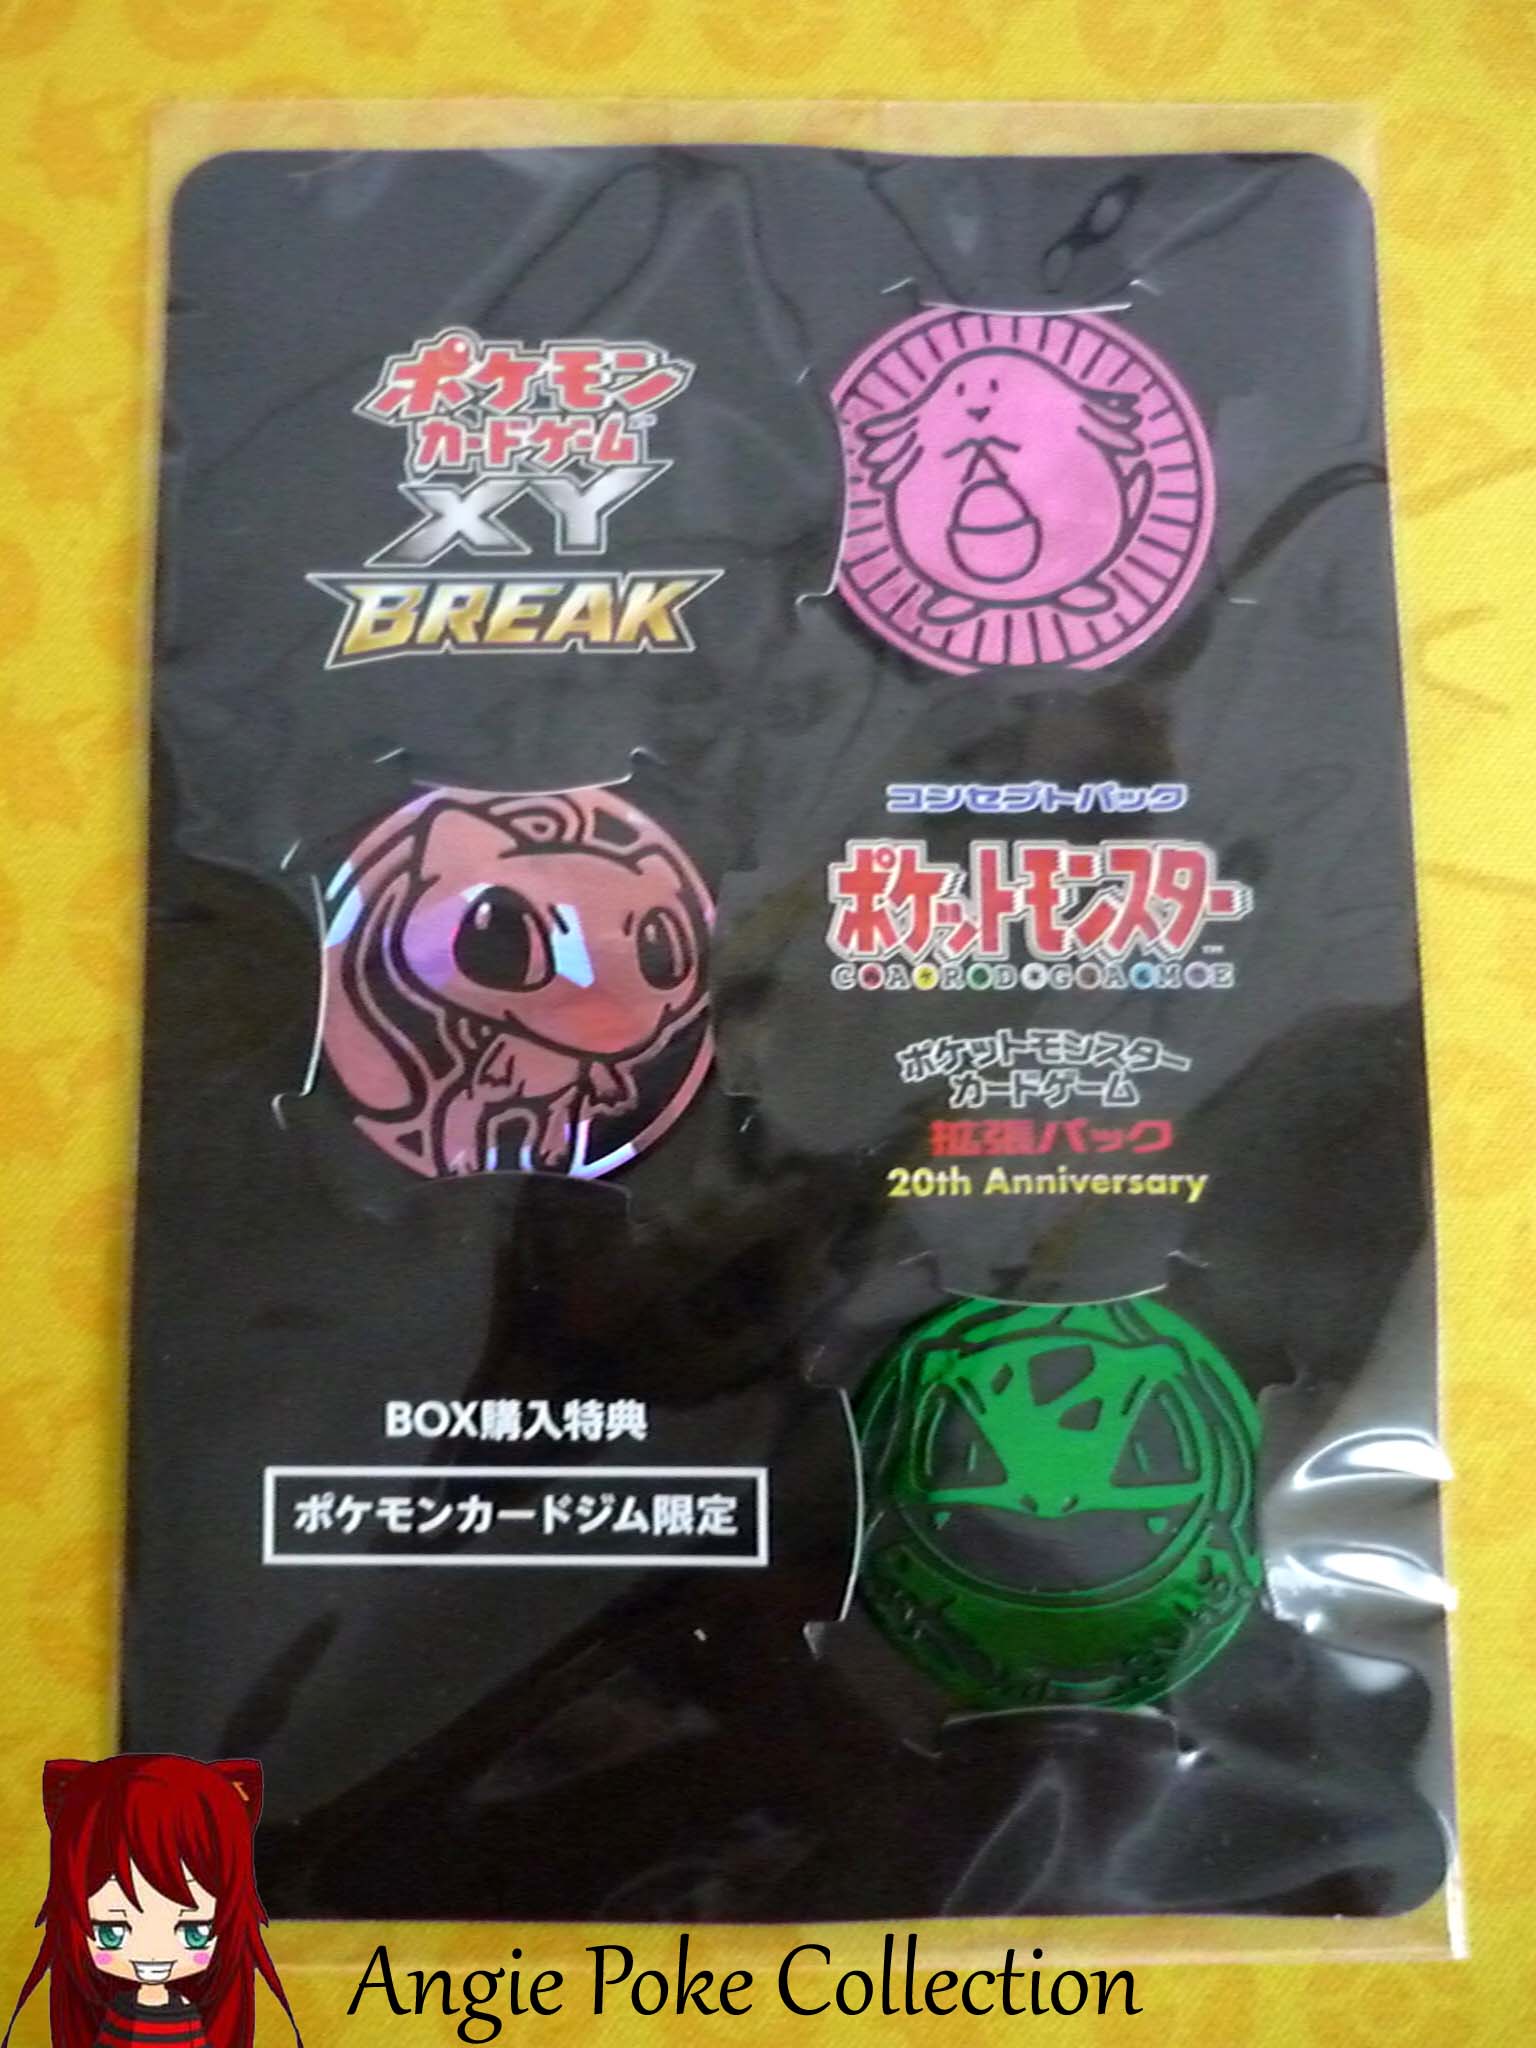 ポケモン
カードゲーム
XY
BREAK
コンセプトパック
ポケットモンスター
TM
CARD GAME
ポケットモンスター
カードゲーム
拡張パック
20th Anniversary
BOX購入特典
ポケモンカードジム限定
Angie Poke Collection